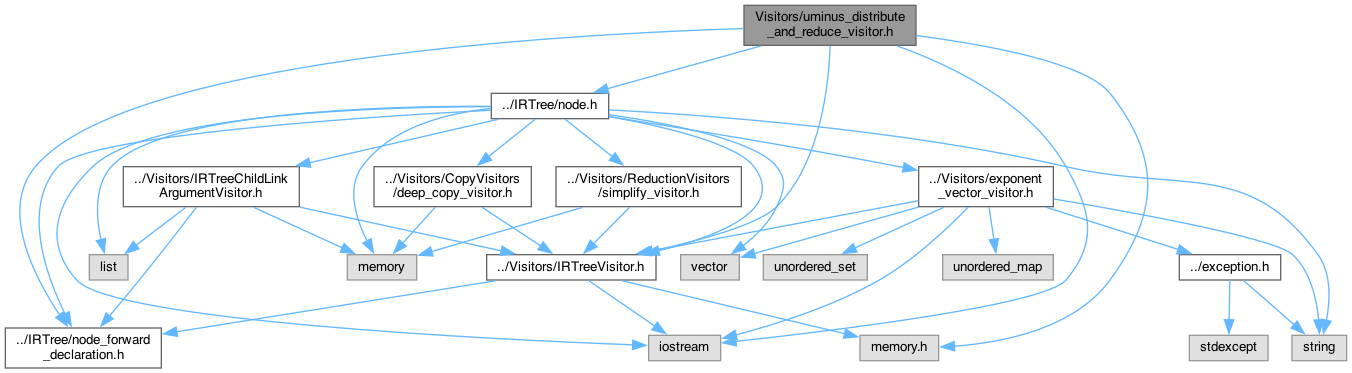 Visitors/uminus_distribute
_and_reduce_visitor.h
../IRTree/node.h
../Visitors/IRTreeChildLink
ArgumentVisitor.h
../Visitors/CopyVisitors
/deep_copy_visitor.h
../Visitors/ReductionVisitors
/simplify_visitor.h
../Visitors/exponent
_vector_visitor.h
list
memory
../Visitors/IRTreeVisitor.h
vector
unordered_set
unordered_map
../exception.h
../IRTree/node_forward
_declaration.h
iostream
memory.h
stdexcept
string